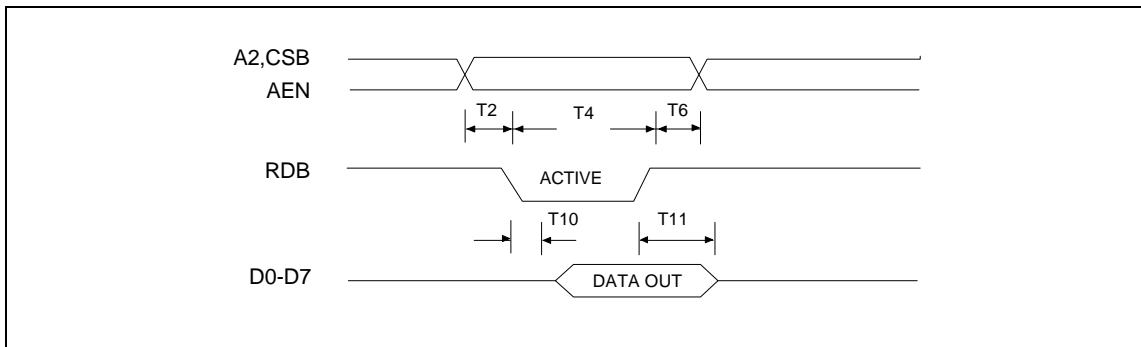 A2,CSB
AEN
T2 T4 T6
RDB
ACTIVE
T10 T11
D0-D7
DATA OUT